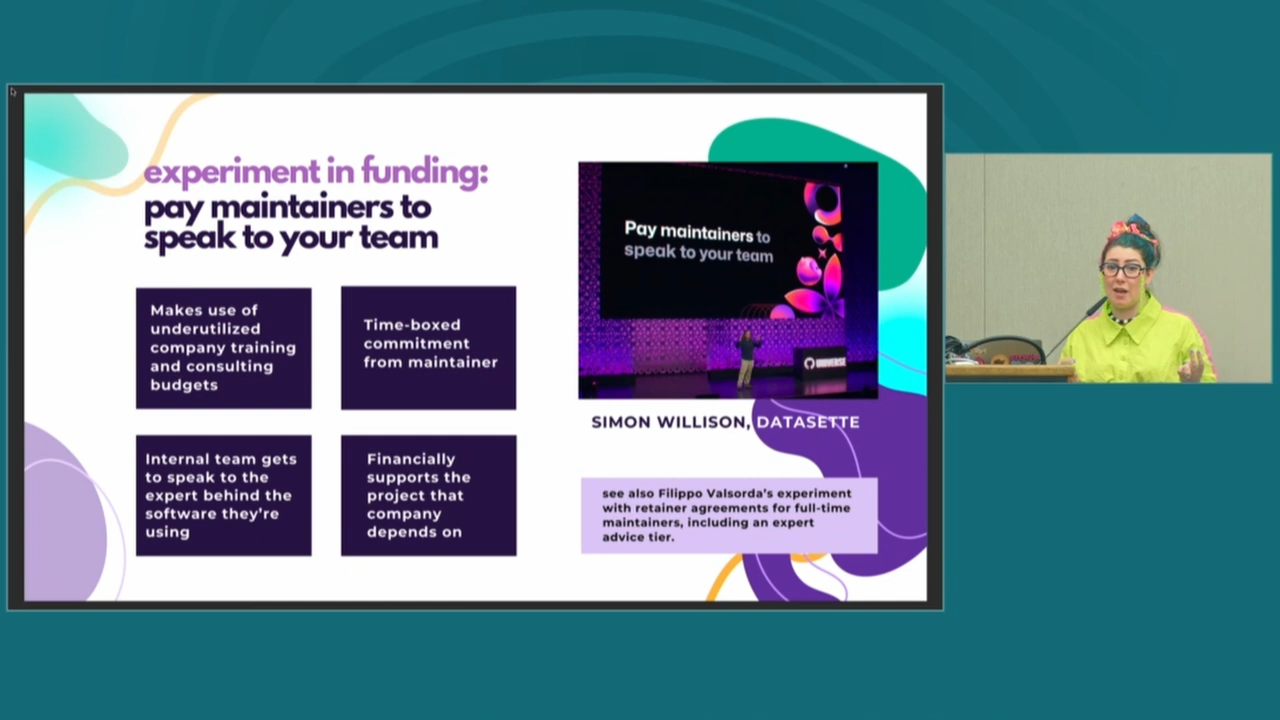 experiment in funding:
pay maintainers to
speak to your team
Makes use of
underutilized
company training
and consulting
budgets
Time-boxed
commitment
from maintainer
Internal team gets
to speak to the
expert behind the
software they're
using
Financially
supports the
project that
company
depends on
Pay maintainers to
speak to your team
UNIVERSE
SIMON WILLISON, DATASETTE
see also Filippo Valsorda's experiment
with retainer agreements for full-time
maintainers, including an expert
advice tier.